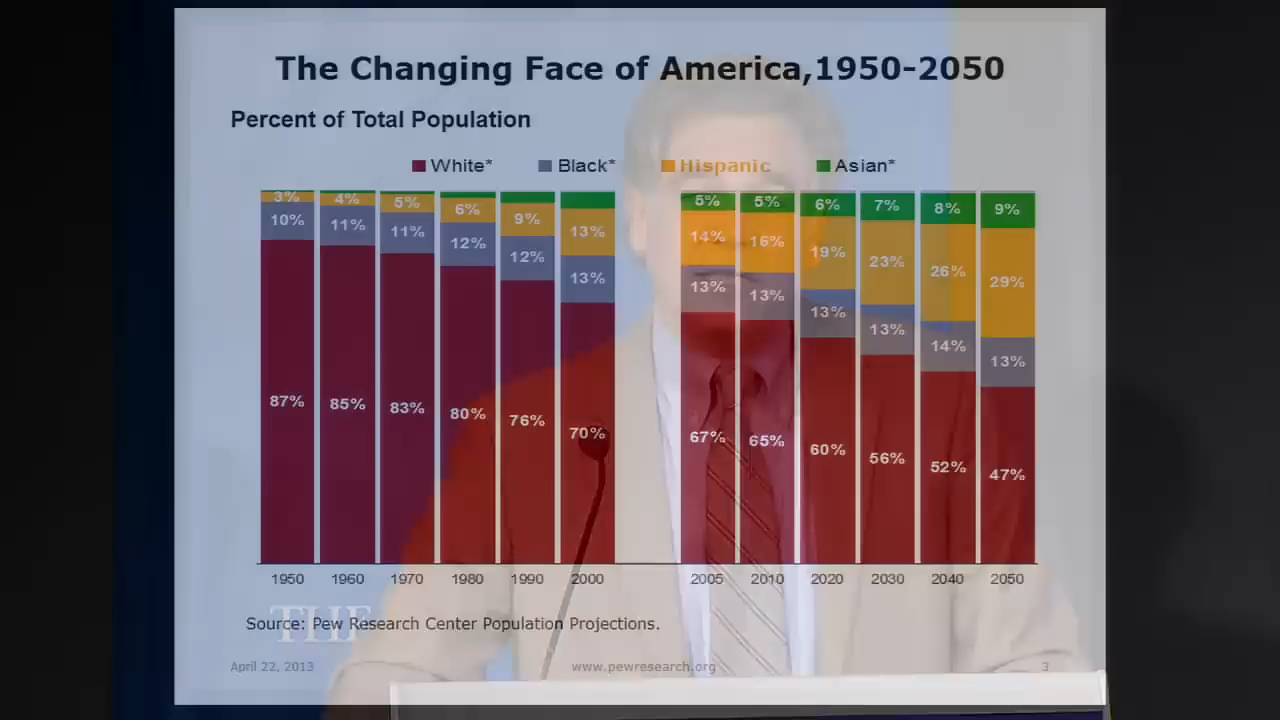 The Changing Face of America,1950-2050
Percent of Total Population
White* Black* Hispanic Asian*
3% 4% 5% 6% 9% 13% 5% 5% 6% 7% 8% 9%
10% 11% 11% 12% 12% 13% 14% 16% 19% 23% 26% 29%
13% 13% 13% 13% 14% 13%
87% 85% 83% 80% 76% 70% 67% 65% 60% 56% 52% 47%
1950 1960 1970 1980 1990 2000 2005 2010 2020 2030 2040 2050
THE
Source: Pew Research Center Population Projections.
April 22, 2013 www.pewresearch.org 3